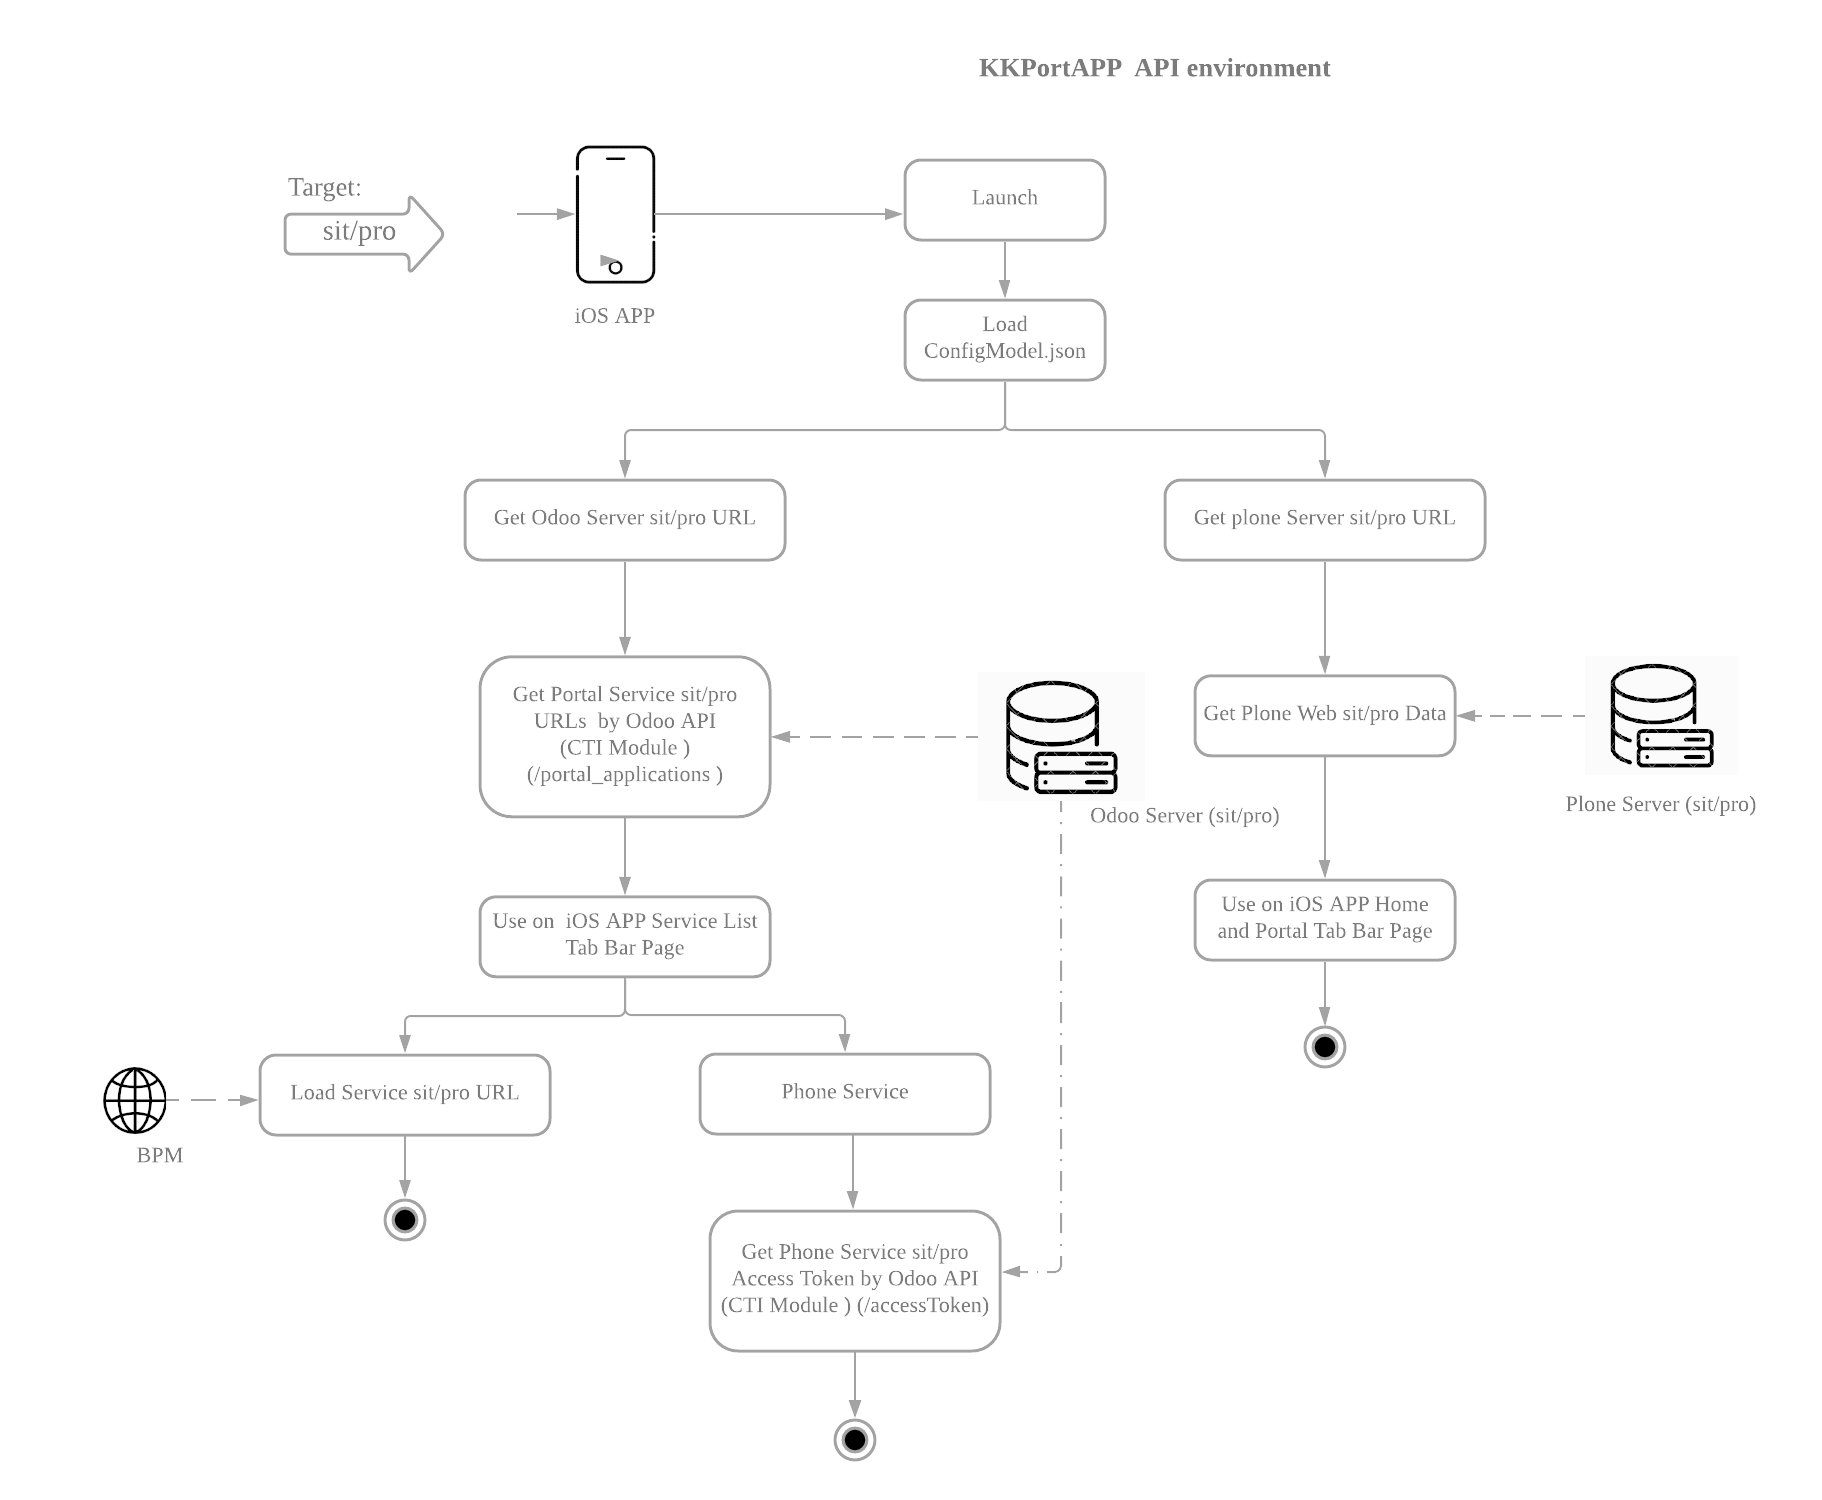 KKPortAPP  API environment
Target:
sit/pro
iOS APP
Launch
Load
ConfigModel.json
Get Odoo Server sit/pro URL
Get plone Server sit/pro URL
Get Portal Service sit/pro
URLs  by Odoo API
(CTI Module )
(/portal_applications )
Odoo Server (sit/pro)
Get Plone Web sit/pro Data
Plone Server (sit/pro)
Use on  iOS APP Service List
Tab Bar Page
Use on iOS APP Home
and Portal Tab Bar Page
BPM
Load Service sit/pro URL
Phone Service
Get Phone Service sit/pro
Access Token by Odoo API
(CTI Module ) (/accessToken)